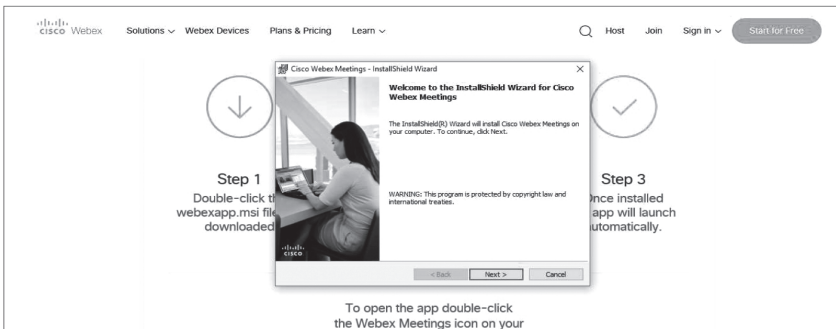 CISCO Webex
Solutions
Webex Devices
Plans & Pricing
Learn
Host
Join
Sign in
Start for Free
Cisco Webex Meetings - InstallShield Wizard
Welcome to the InstallShield Wizard for Cisco
Webex Meetings
The InstallShield(R) Wizard will install Cisco Webex Meetings on
your computer. To continue, click Next.
WARNING: This program is protected by copyright law and
international treaties.
CISCO
< Back
Next >
Cancel
Step 1
Double-click
webexapp.msi
downloaded
Step 3
Once installed
app will launch
automatically.
To open the app double-click
the Webex Meetings icon on your